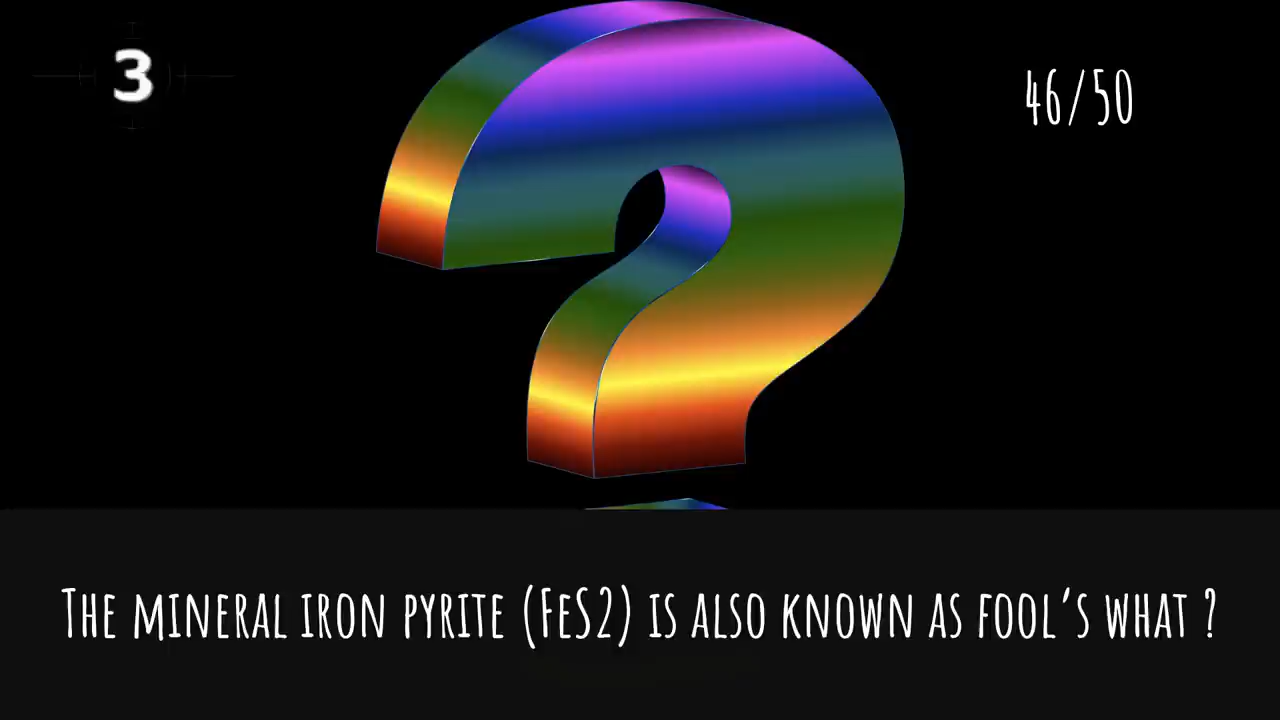 3
46/50
The mineral iron pyrite (FeS2) is also known as fool's what ?